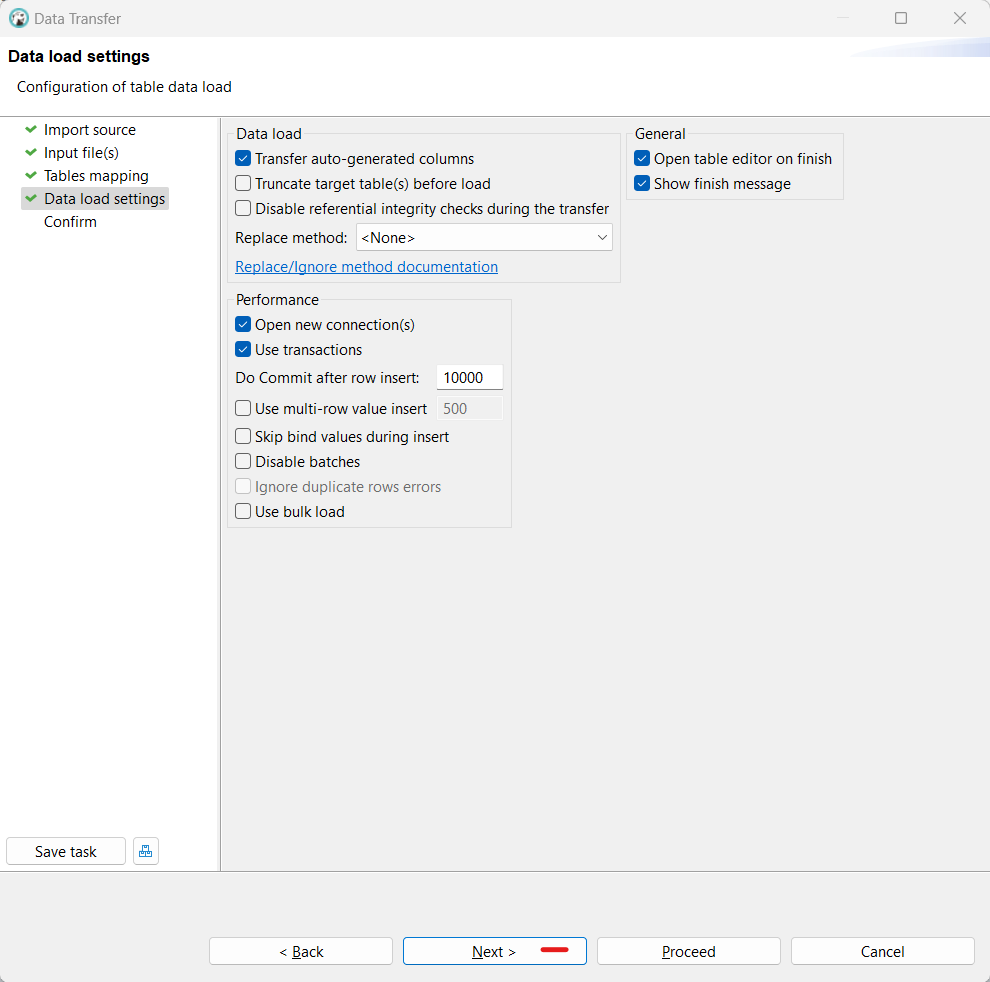 Data Transfer
Data load settings
Configuration of table data load
Import source
Input file(s)
Tables mapping
Data load settings
Confirm
Data load
Transfer auto-generated columns
Truncate target table(s) before load
Disable referential integrity checks during the transfer
Replace method: <None>
Replace/Ignore method documentation
General
Open table editor on finish
Show finish message
Performance
Open new connection(s)
Use transactions
Do Commit after row insert: 10000
Use multi-row value insert 500
Skip bind values during insert
Disable batches
Ignore duplicate rows errors
Use bulk load
Save task
< Back Next > Proceed Cancel